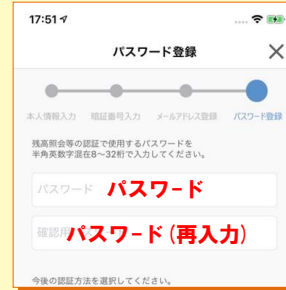 17:51
パスワード登録
本人情報入力 暗証番号入力 メールアドレス登録 パスワード登録
残高照会等の認証で使用するパスワードを
半角英数字混在8〜32桁で入力してください。
パスワード パスワード
確認用 パスワード(再入力)
今後の認証方法を選択してください。